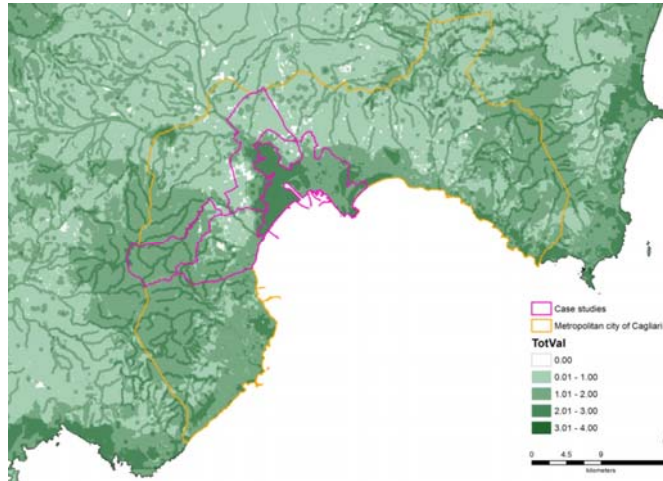 Case studies
Metropolitan city of Cagliari
TotVal
0.00
0.01 - 1.00
1.01 - 2.00
2.01 - 3.00
3.01 - 4.00
0 4.5 9
kilometers